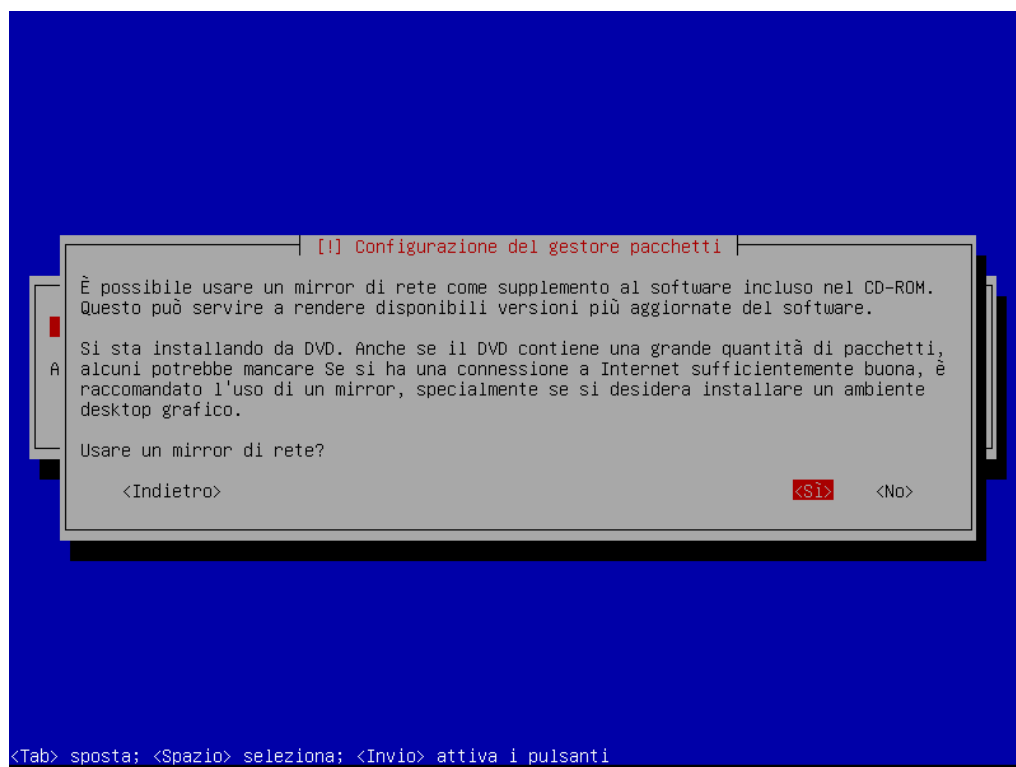 [!] Configurazione del gestore pacchetti
È possibile usare un mirror di rete come supplemento al software incluso nel CD-ROM.
Questo può servire a rendere disponibili versioni più aggiornate del software.
Si sta installando da DVD. Anche se il DVD contiene una grande quantità di pacchetti,
A
alcuni potrebbe mancare Se si ha una connessione a Internet sufficientemente buona, è
raccomandato l'uso di un mirror, specialmente se si desidera installare un ambiente
desktop grafico.
Usare un mirror di rete?
<Indietro> <Sì> <No>
<Tab> sposta; <Spazio> seleziona; <Invio> attiva i pulsanti